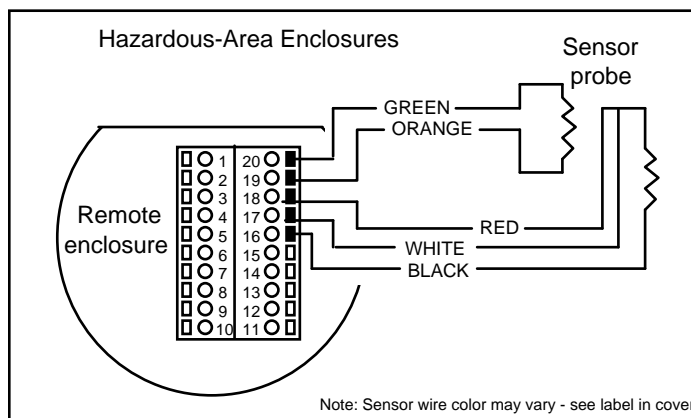 Hazardous-Area Enclosures
Sensor
probe
GREEN
ORANGE
1 20
2 19
3 18
4 17
5 16
6 15
7 14
8 13
9 12
10 11
Remote
enclosure
RED
WHITE
BLACK
Note: Sensor wire color may vary - see label in cover